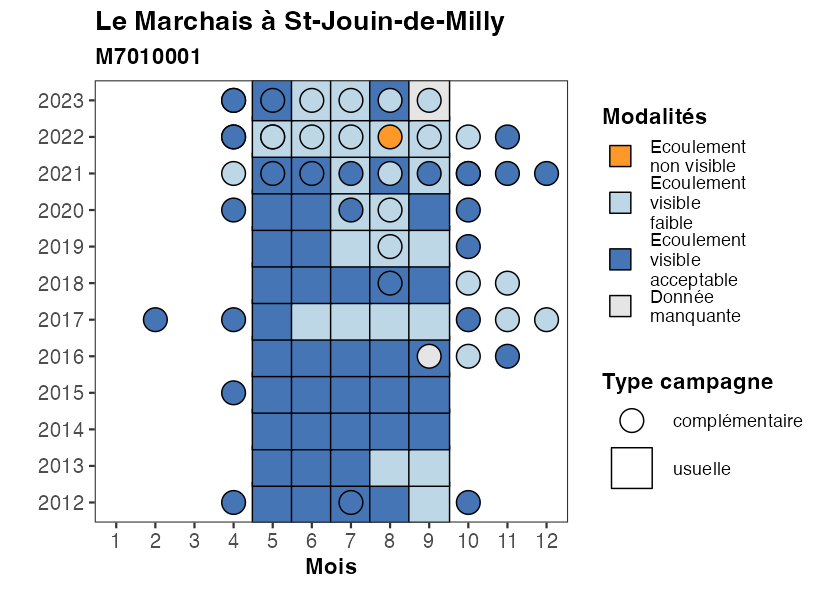 Le Marchais à St-Jouin-de-Milly
M7010001
2023
2022
2021
2020
2019
2018
2017
2016
2015
2014
2013
2012
1 2 3 4 5 6 7 8 9 10 11 12
Mois
Modalités
Ecoulement
non visible
Ecoulement
visible
faible
Ecoulement
visible
acceptable
Donnée
manquante
Type campagne
complémentaire
usuelle